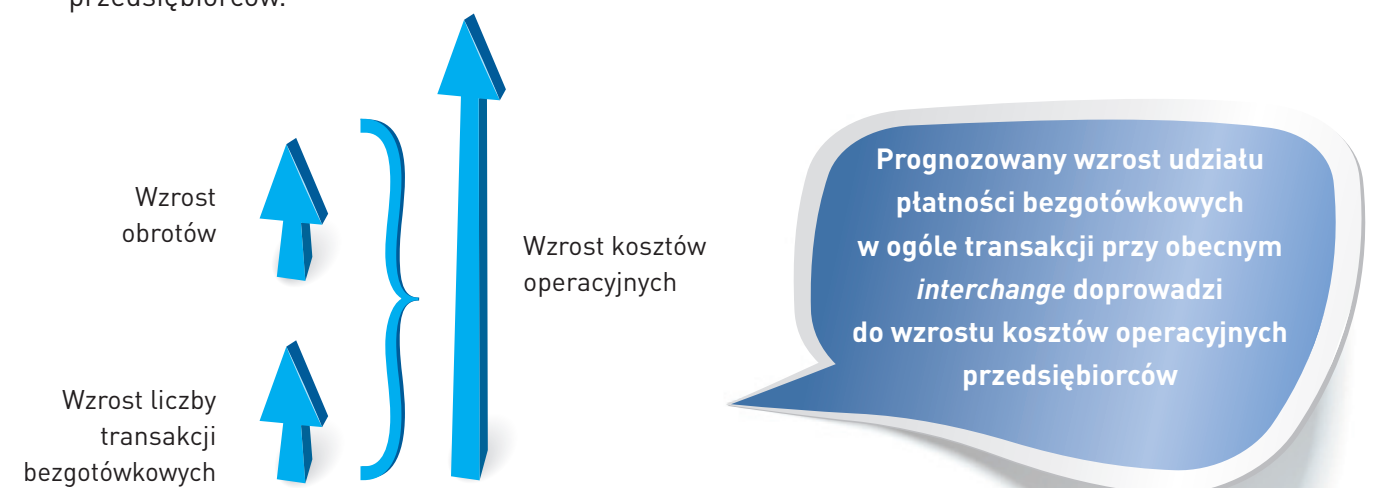 przedsiębiorców.
Wzrost
obrotów
Wzrost liczby
transakcji
bezgotówkowych
Wzrost kosztów
operacyjnych
Prognozowany wzrost udziału
płatności bezgotówkowych
w ogóle transakcji przy obecnym
interchange doprowadzi
do wzrostu kosztów operacyjnych
przedsiębiorców